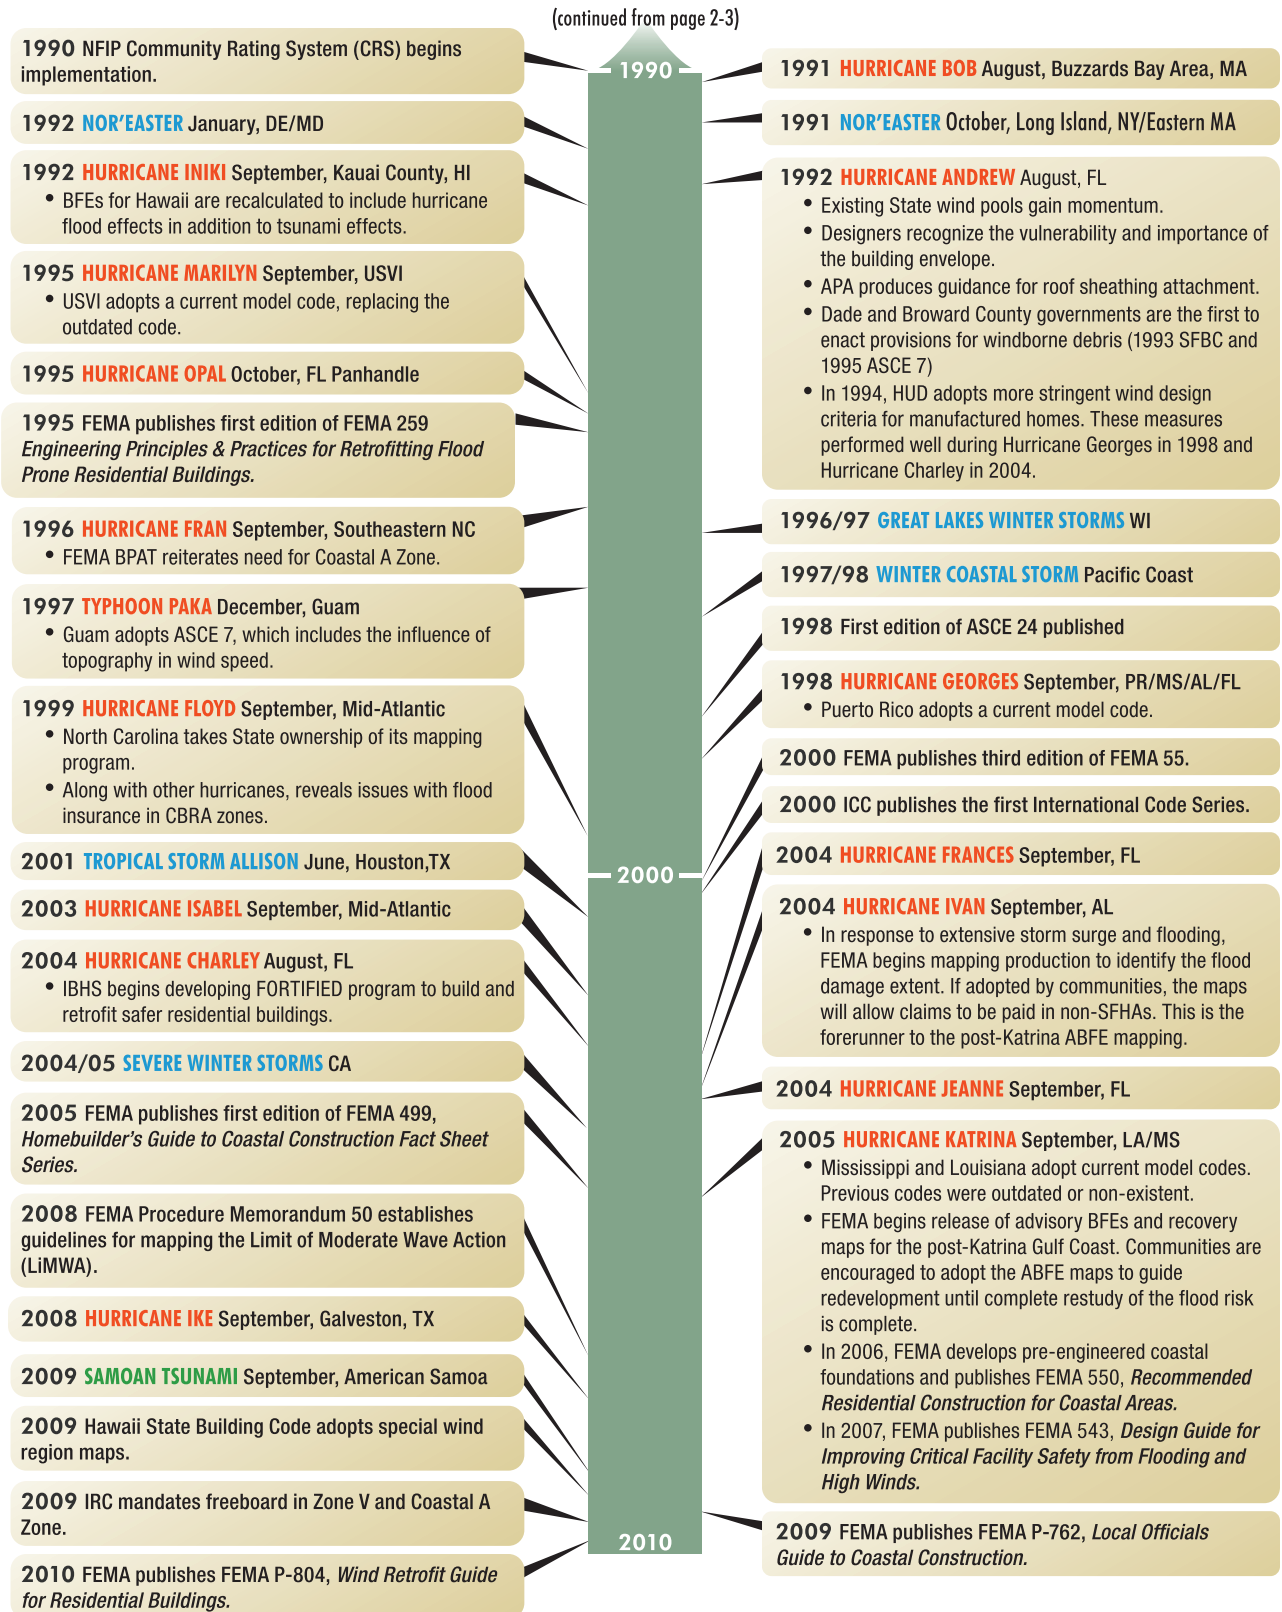 (continued from page 2-3)
1990 NFIP Community Rating System (CRS) begins
implementation.
1992 NOR’EASTER January, DE/MD
1992 HURRICANE INIKI September, Kauai County, HI
• BFEs for Hawaii are recalculated to include hurricane
flood effects in addition to tsunami effects.
1995 HURRICANE MARILYN September, USVI
• USVI adopts a current model code, replacing the
outdated code.
1995 HURRICANE OPAL October, FL Panhandle
1995 FEMA publishes first edition of FEMA 259
Engineering Principles & Practices for Retrofitting Flood
Prone Residential Buildings.
1996 HURRICANE FRAN September, Southeastern NC
• FEMA BPAT reiterates need for Coastal A Zone.
1997 TYPHOON PAKA December, Guam
• Guam adopts ASCE 7, which includes the influence of
topography in wind speed.
1999 HURRICANE FLOYD September, Mid-Atlantic
• North Carolina takes State ownership of its mapping
program.
• Along with other hurricanes, reveals issues with flood
insurance in CBRA zones.
2001 TROPICAL STORM ALLISON June, Houston,TX
2003 HURRICANE ISABEL September, Mid-Atlantic
2004 HURRICANE CHARLEY August, FL
• IBHS begins developing FORTIFIED program to build and
retrofit safer residential buildings.
2004/05 SEVERE WINTER STORMS CA
2005 FEMA publishes first edition of FEMA 499,
Homebuilder’s Guide to Coastal Construction Fact Sheet
Series.
2008 FEMA Procedure Memorandum 50 establishes
guidelines for mapping the Limit of Moderate Wave Action
(LiMWA).
2008 HURRICANE IKE September, Galveston, TX
2009 SAMOAN TSUNAMI September, American Samoa
2009 Hawaii State Building Code adopts special wind
region maps.
2009 IRC mandates freeboard in Zone V and Coastal A
Zone.
2010 FEMA publishes FEMA P-804, Wind Retrofit Guide
for Residential Buildings.
1990
2000
2010
1991 HURRICANE BOB August, Buzzards Bay Area, MA
1991 NOR’EASTER October, Long Island, NY/Eastern MA
1992 HURRICANE ANDREW August, FL
• Existing State wind pools gain momentum.
• Designers recognize the vulnerability and importance of
the building envelope.
• APA produces guidance for roof sheathing attachment.
• Dade and Broward County governments are the first to
enact provisions for windborne debris (1993 SFBC and
1995 ASCE 7)
• In 1994, HUD adopts more stringent wind design
criteria for manufactured homes. These measures
performed well during Hurricane Georges in 1998 and
Hurricane Charley in 2004.
1996/97 GREAT LAKES WINTER STORMS WI
1997/98 WINTER COASTAL STORM Pacific Coast
1998 First edition of ASCE 24 published
1998 HURRICANE GEORGES September, PR/MS/AL/FL
• Puerto Rico adopts a current model code.
2000 FEMA publishes third edition of FEMA 55.
2000 ICC publishes the first International Code Series.
2004 HURRICANE FRANCES September, FL
2004 HURRICANE IVAN September, AL
• In response to extensive storm surge and flooding,
FEMA begins mapping production to identify the flood
damage extent. If adopted by communities, the maps
will allow claims to be paid in non-SFHAs. This is the
forerunner to the post-Katrina ABFE mapping.
2004 HURRICANE JEANNE September, FL
2005 HURRICANE KATRINA September, LA/MS
• Mississippi and Louisiana adopt current model codes.
Previous codes were outdated or non-existent.
• FEMA begins release of advisory BFEs and recovery
maps for the post-Katrina Gulf Coast. Communities are
encouraged to adopt the ABFE maps to guide
redevelopment until complete restudy of the flood risk
is complete.
• In 2006, FEMA develops pre-engineered coastal
foundations and publishes FEMA 550, Recommended
Residential Construction for Coastal Areas.
• In 2007, FEMA publishes FEMA 543, Design Guide for
Improving Critical Facility Safety from Flooding and
High Winds.
2009 FEMA publishes FEMA P-762, Local Officials
Guide to Coastal Construction.